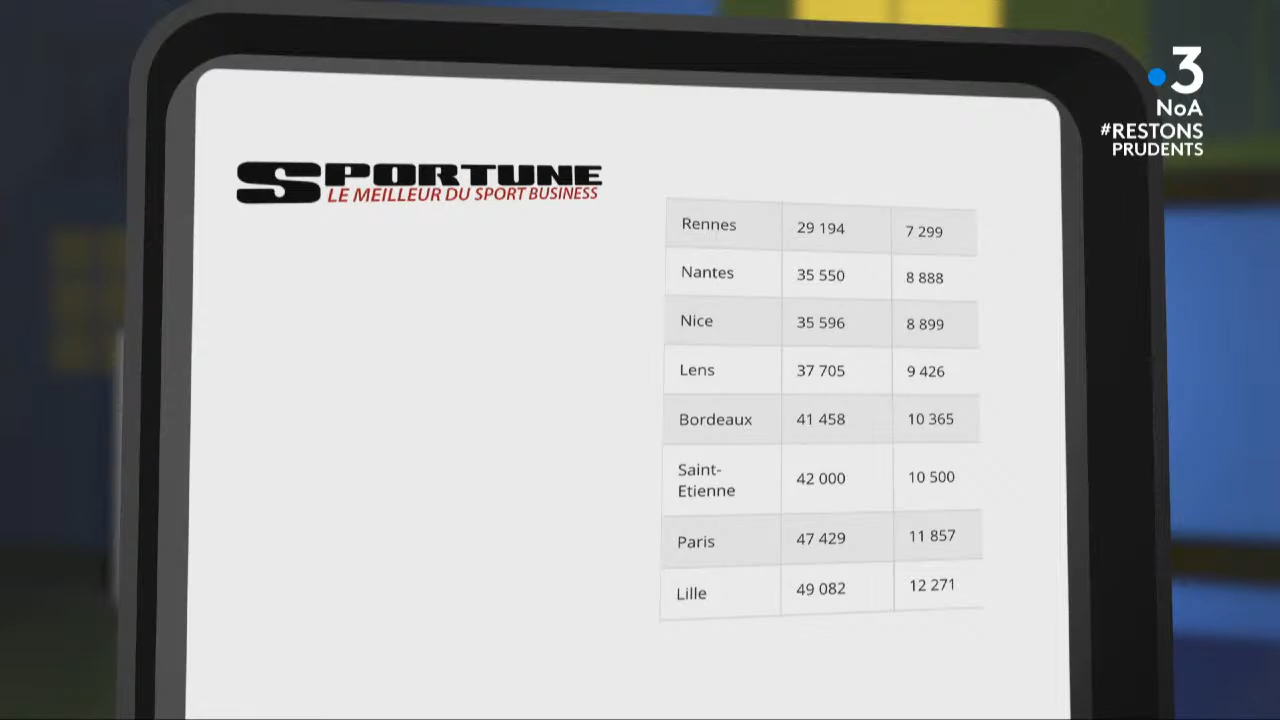 3
NoA
#RESTONS
PRUDENTS
SPORTUNE
LE MEILLEUR DU SPORT BUSINESS
Rennes 29 194 7 299
Nantes 35 550 8 888
Nice 35 596 8 899
Lens 37 705 9 426
Bordeaux 41 458 10 365
Saint-
Etienne 42 000 10 500
Paris 47 429 11 857
Lille 49 082 12 271